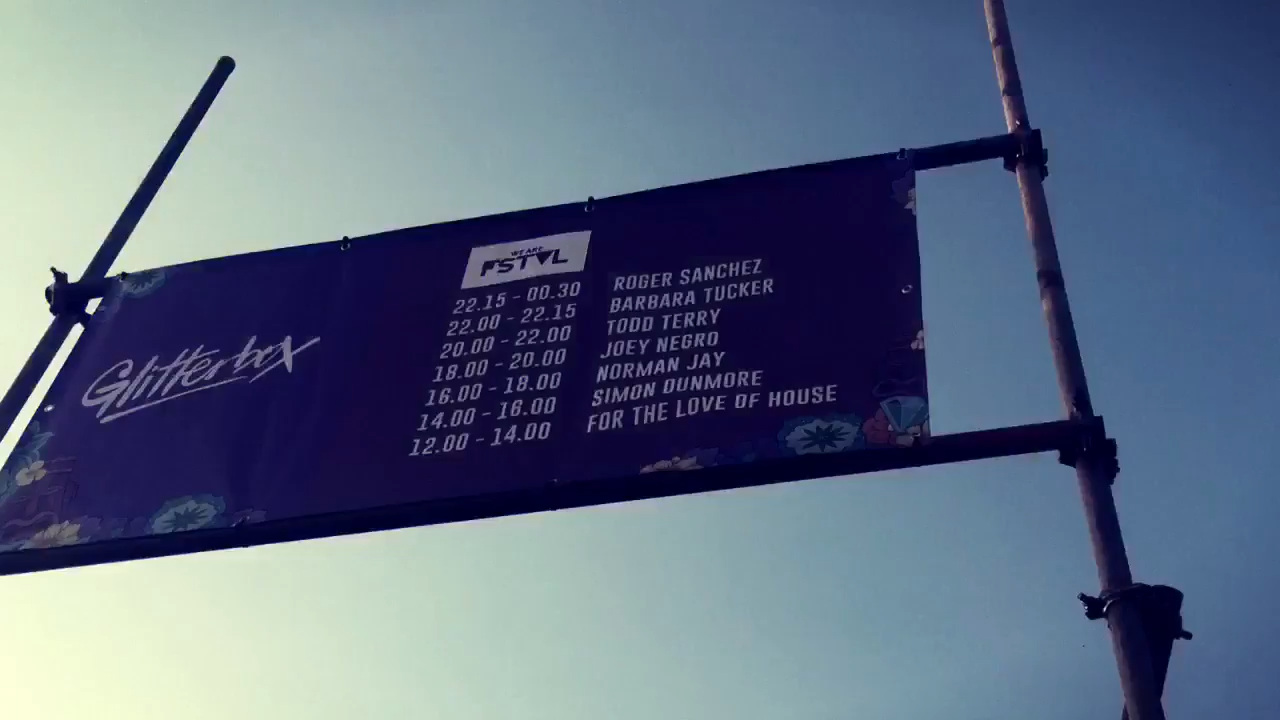 Glitterbox
WE ARE
FSTVL
22.15 - 00.30 ROGER SANCHEZ
22.00 - 22.15 BARBARA TUCKER
20.00 - 22.00 TODD TERRY
18.00 - 20.00 JOEY NEGRO
16.00 - 18.00 NORMAN JAY
14.00 - 16.00 SIMON DUNMORE
12.00 - 14.00 FOR THE LOVE OF HOUSE